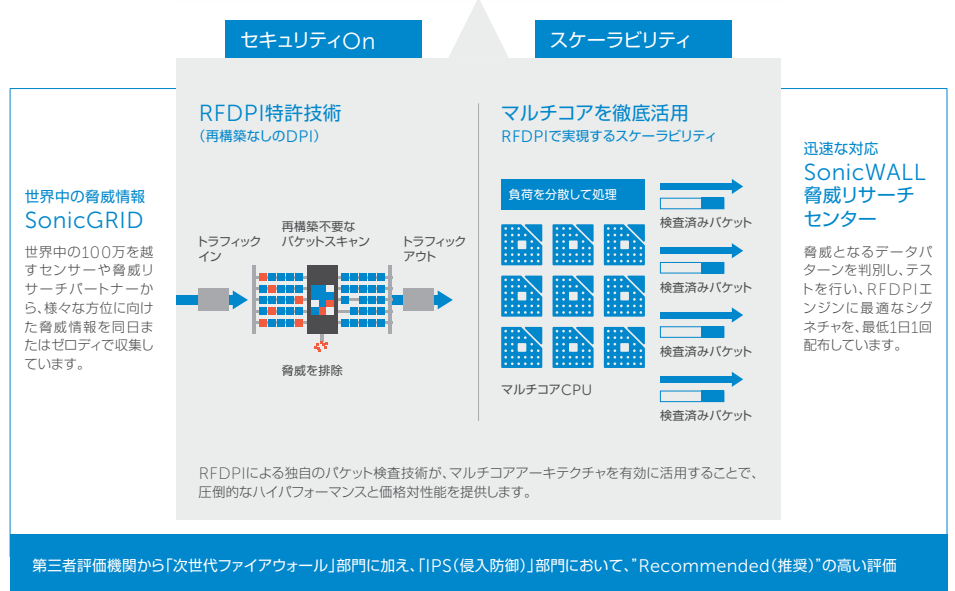 セキュリティOn
スケーラビリティ
世界中の脅威情報
SonicGRID
世界中の100万を越
すセンサーや脅威リ
サーチパートナーか
ら、様々な方位に向け
た脅威情報を同日ま
たはゼロディで収集し
ています。
RFDPI特許技術
(再構築なしのDPI)
トラフィック
イン
再構築不要な
パケットスキャン
トラフィック
アウト
脅威を排除
マルチコアを徹底活用
RFDPIで実現するスケーラビリティ
負荷を分散して処理
検査済みパケット
検査済みパケット
検査済みパケット
検査済みパケット
マルチコアCPU
RFDPIによる独自のパケット検査技術が、マルチコアアーキテクチャを有効に活用することで、
圧倒的なハイパフォーマンスと価格対性能を提供します。
迅速な対応
SonicWALL
脅威リサーチ
センター
脅威となるデータパ
ターンを判別し、テス
トを行い、RFDPIエ
ンジンに最適なシグ
ネチャを、最低1日1回
配布しています。
第三者評価機関から「次世代ファイアウォール」部門に加え、「IPS(侵入防御)」部門において、"Recommended(推奨)"の高い評価